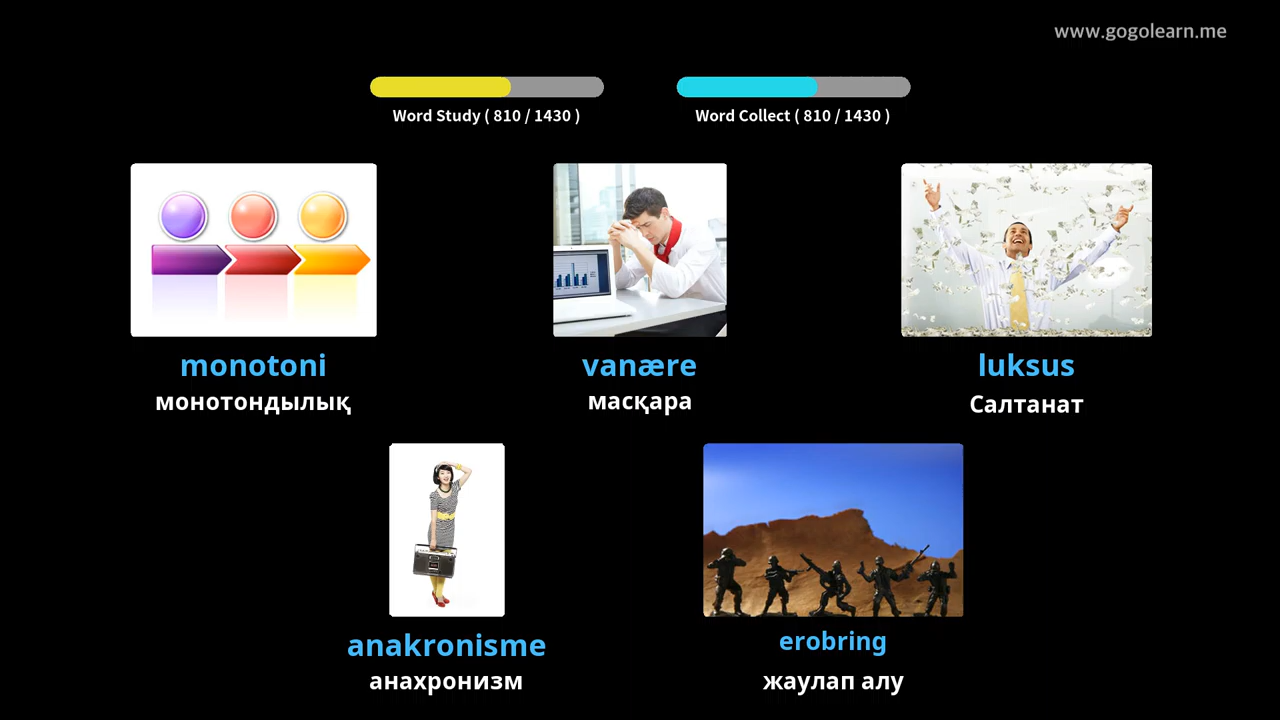 www.gogolearn.me
Word Study ( 810 / 1430 )
Word Collect ( 810 / 1430 )
monotoni
монотондылық
vanære
масқара
luksus
Салтанат
anakronisme
анахронизм
erobring
жаулап алу